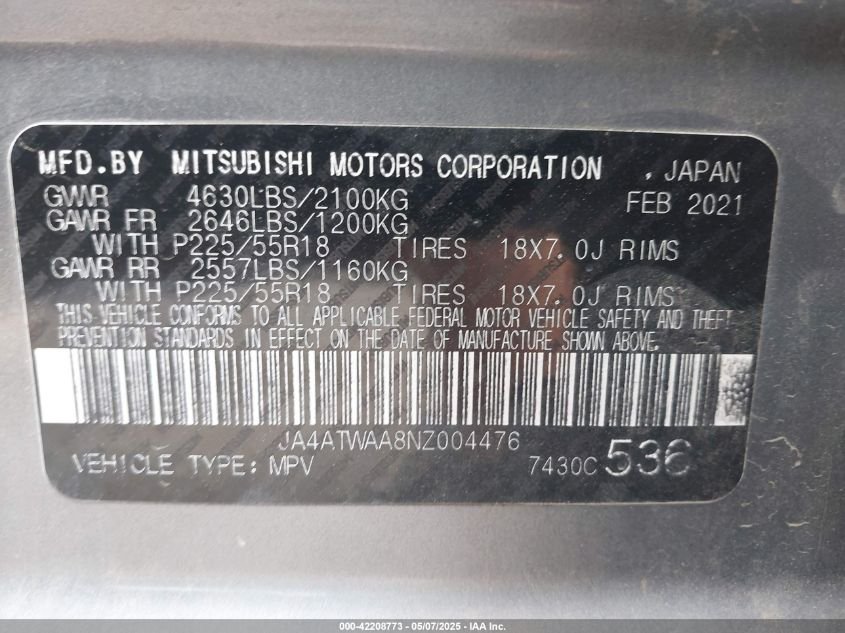 MFD.BY MITSUBISHI MOTORS CORPORATION , JAPAN
GVWR 4630LBS/2100KG FEB 2021
GAWR FR 2646LBS/1200KG
WITH P225/55R18 TIRES 18X7.0J RIMS
GAWR RR 2557LBS/1160KG
WITH P225/55R18 TIRES 18X7.0J RIMS
THIS VEHICLE CONFORMS TO ALL APPLICABLE FEDERAL MOTOR VEHICLE SAFETY AND THEFT
PREVENTION STANDARDS IN EFFECT ON THE DATE OF MANUFACTURE SHOWN ABOVE.
JA4ATWAA8NZ004476
VEHICLE TYPE: MPV 7430C 536
000-42208773 — 05/07/2025 — IAA Inc.